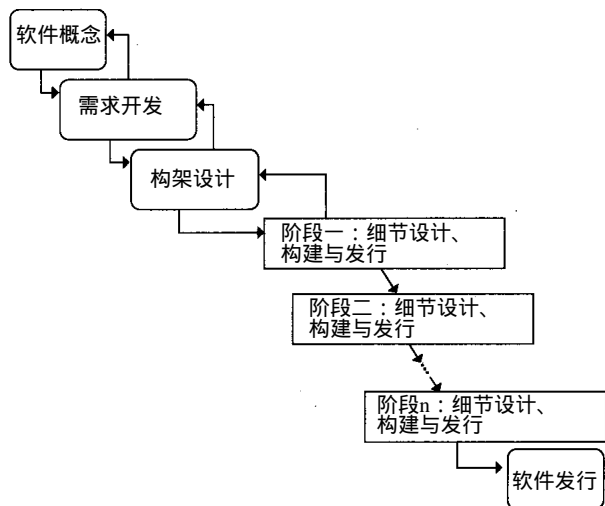 软件概念
需求开发
构架设计
阶段一：细节设计、
构建与发行
阶段二：细节设计、
构建与发行
阶段n：细节设计、
构建与发行
软件发行